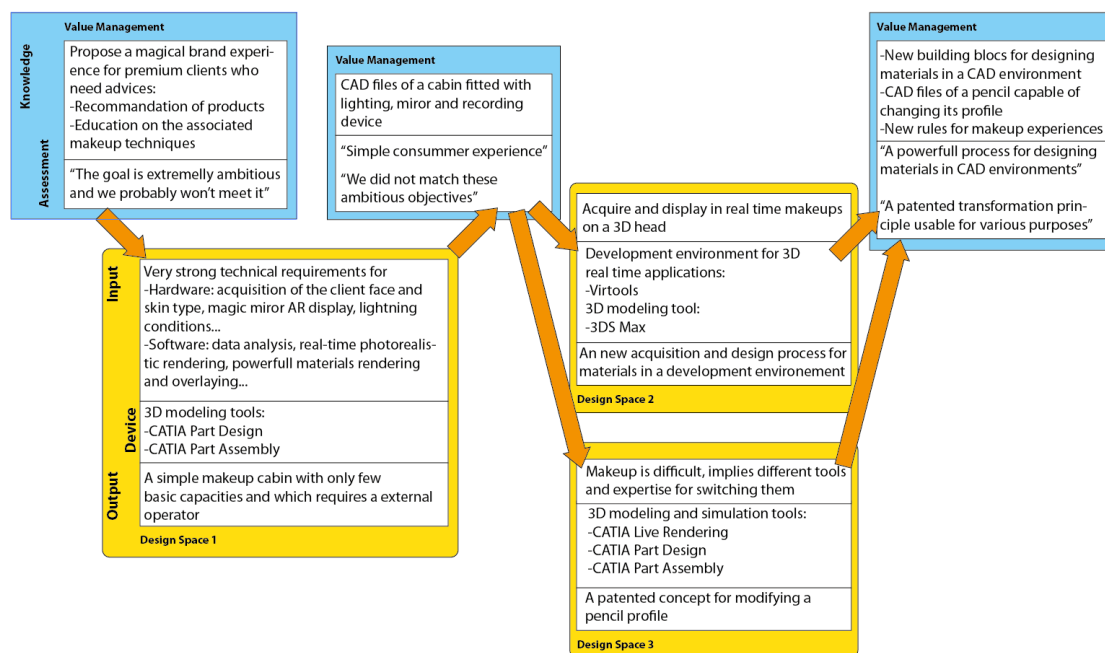 Value Management
Knowledge
Assessment
Propose a magical brand experi-
ence for premium clients who
need advices:
-Recommandation of products
-Education on the associated
makeup techniques
“The goal is extremelly ambitious
and we probably won’t meet it”
Input
Device
Output
Very strong technical requirements for
-Hardware: acquisition of the client face and
skin type, magic miror AR display, lightning
conditions...
-Software: data analysis, real-time photorealis-
tic rendering, powerfull materials rendering
and overlaying...
3D modeling tools:
-CATIA Part Design
-CATIA Part Assembly
A simple makeup cabin with only few
basic capacities and which requires a external
operator
Design Space 1
Value Management
CAD files of a cabin fitted with
lighting, miror and recording
device
“Simple consummer experience”
“We did not match these
ambitious objectives”
Acquire and display in real time makeups
on a 3D head
Development environment for 3D
real time applications:
-Virtools
3D modeling tool:
-3DS Max
An new acquisition and design process for
materials in a development environement
Design Space 2
Makeup is difficult, implies different tools
and expertise for switching them
3D modeling and simulation tools:
-CATIA Live Rendering
-CATIA Part Design
-CATIA Part Assembly
A patented concept for modifying a
pencil profile
Design Space 3
Value Management
-New building blocs for designing
materials in a CAD environment
-CAD files of a pencil capable of
changing its profile
-New rules for makeup experiences
“A powerfull process for designing
materials in CAD environments”
“A patented transformation prin-
ciple usable for various purposes”